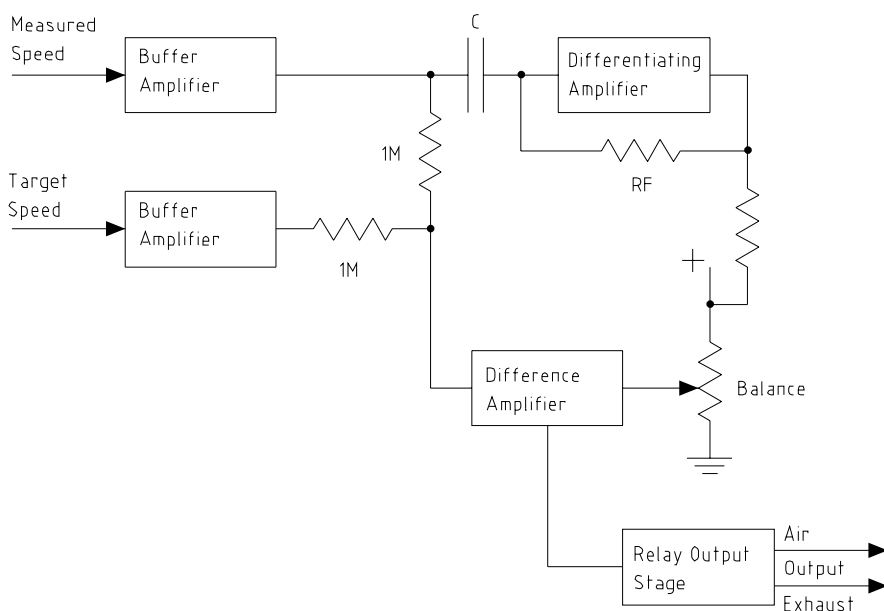 Measured
Speed
Buffer
Amplifier
C
Differentiating
Amplifier
1M
RF
Target
Speed
Buffer
Amplifier
1M
+
Difference
Amplifier
Balance
Relay Output
Stage
Air
Output
Exhaust